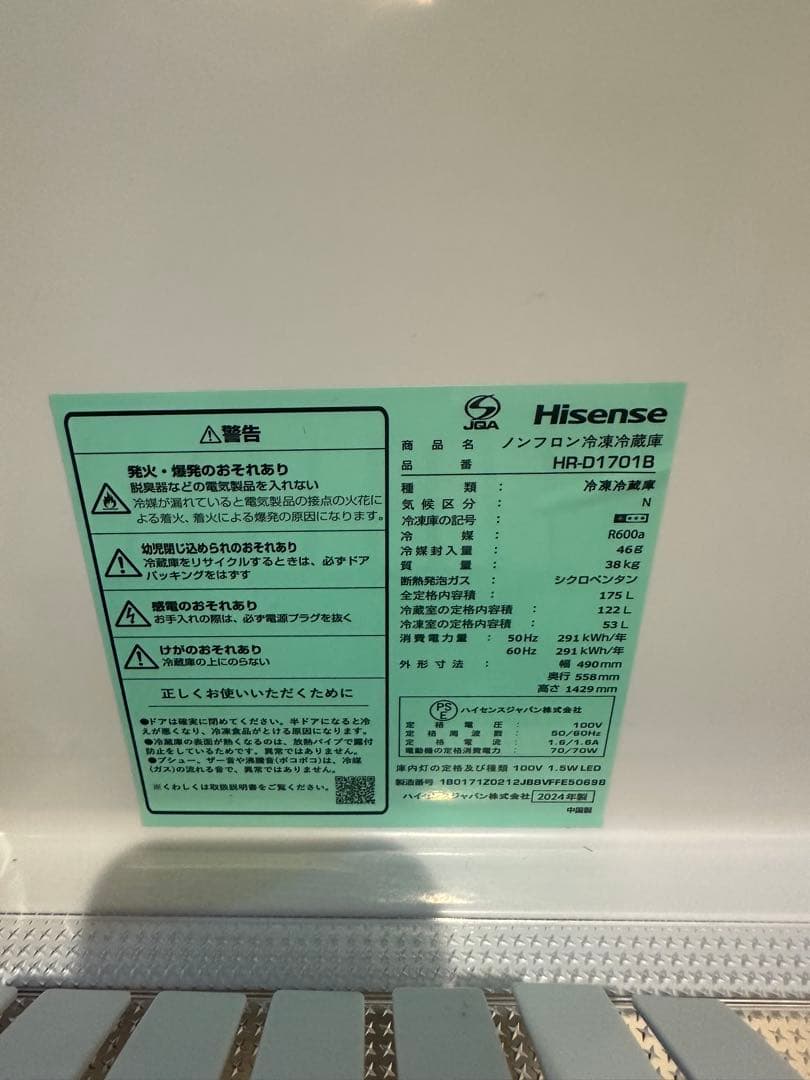 ⚠警告
発火・爆発のおそれあり
脱臭器などの電気製品を入れない
冷媒が漏れていると電気製品の接点の火花に
よる着火、着火による爆発の原因になります。
幼児閉じ込められのおそれあり
冷蔵庫をリサイクルするときは、必ずドア
パッキングをはずす
感電のおそれあり
お手入れの際は、必ず電源プラグを抜く
けがのおそれあり
冷蔵庫の上にのらない
正しくお使いいただくために
●ドアは確実に閉めてください。半ドアになると冷
えが悪くなり、冷凍食品がとける原因になります。
●冷蔵庫の表面が熱くなるのは、放熱パイプで露付
防止をしているためです。異常ではありません。
●プシュー、ザー音や沸騰音(ポコポコ)は、冷媒
(ガス)の流れる音で、異常ではありません。
※くわしくは取扱説明書をご覧ください。
JQA Hisense
商品名 ノンフロン冷凍冷蔵庫
品番 HR-D1701B
種類 : 冷凍冷蔵庫
気候区分 : N
冷凍庫の記号 :
冷媒 : R600a
冷媒封入量 : 46g
質量 : 38kg
断熱発泡ガス : シクロペンタン
全定格内容積 : 175L
冷蔵室の定格内容積 : 122L
冷凍室の定格内容積 : 53L
消費電力量 : 50Hz 291kWh/年
60Hz 291kWh/年
外形寸法 : 幅 490mm
奥行 558mm
高さ 1429mm
PSE ハイセンスジャパン株式会社
定格電圧 : 100V
定格周波数 : 50/60Hz
定格電流 : 1.6/1.6A
電動機の定格消費電力 : 70/70W
庫内灯の定格及び種類 100V 1.5W LED
製造番号 1B0171Z0212JBBVFFE50698
ハイセンスジャパン株式会社 2024年製
中国製